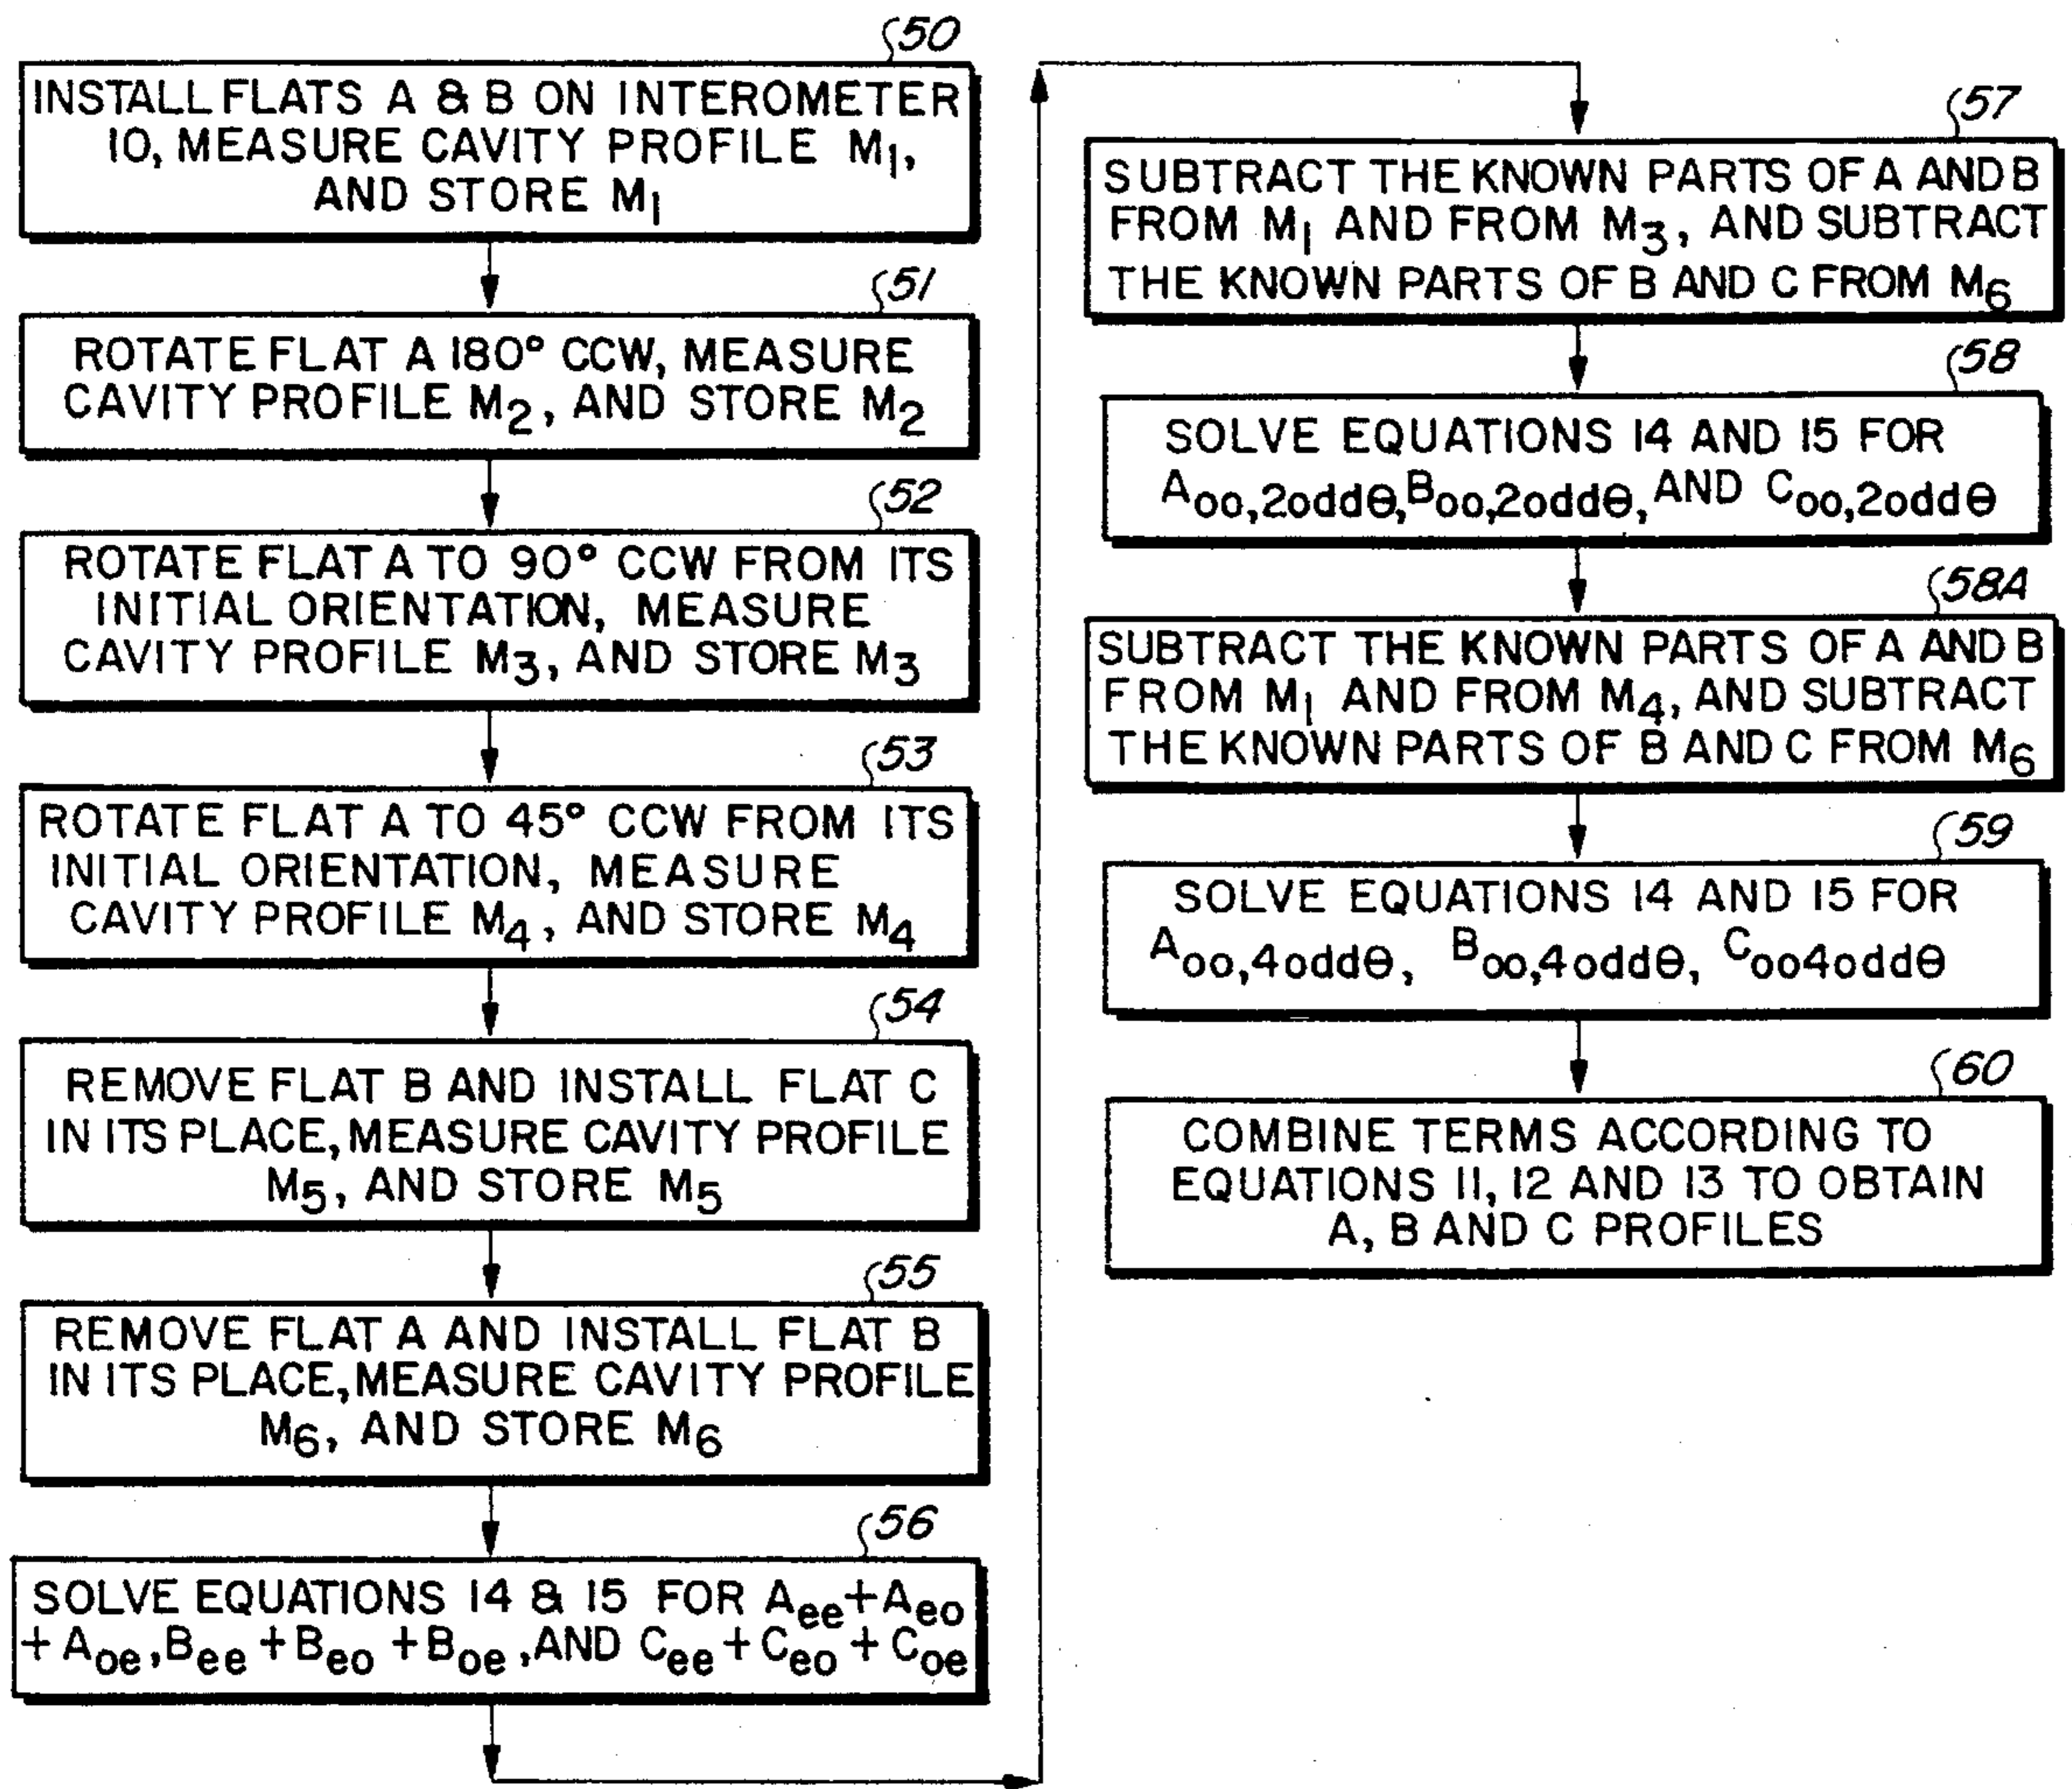 50
INSTALL FLATS A & B ON INTEROMETER
10, MEASURE CAVITY PROFILE M₁,
AND STORE M₁
51
ROTATE FLAT A 180° CCW, MEASURE
CAVITY PROFILE M₂, AND STORE M₂
52
ROTATE FLAT A TO 90° CCW FROM ITS
INITIAL ORIENTATION, MEASURE
CAVITY PROFILE M₃, AND STORE M₃
53
ROTATE FLAT A TO 45° CCW FROM ITS
INITIAL ORIENTATION, MEASURE
CAVITY PROFILE M₄, AND STORE M₄
54
REMOVE FLAT B AND INSTALL FLAT C
IN ITS PLACE, MEASURE CAVITY PROFILE
M₅, AND STORE M₅
55
REMOVE FLAT A AND INSTALL FLAT B
IN ITS PLACE, MEASURE CAVITY PROFILE
M₆, AND STORE M₆
56
SOLVE EQUATIONS 14 & 15 FOR Aee+Aeo
+Aoe, Bee+Beo+Boe, AND Cee+Ceo+Coe
57
SUBTRACT THE KNOWN PARTS OF A AND B
FROM M₁ AND FROM M₃, AND SUBTRACT
THE KNOWN PARTS OF B AND C FROM M₆
58
SOLVE EQUATIONS 14 AND 15 FOR
Aoo,2oddθ, Boo,2oddθ, AND Coo,2oddθ
58A
SUBTRACT THE KNOWN PARTS OF A AND B
FROM M₁ AND FROM M₄, AND SUBTRACT
THE KNOWN PARTS OF B AND C FROM M₆
59
SOLVE EQUATIONS 14 AND 15 FOR
Aoo,4oddθ, Boo,4oddθ, Coo4oddθ
60
COMBINE TERMS ACCORDING TO
EQUATIONS 11, 12 AND 13 TO OBTAIN
A, B AND C PROFILES